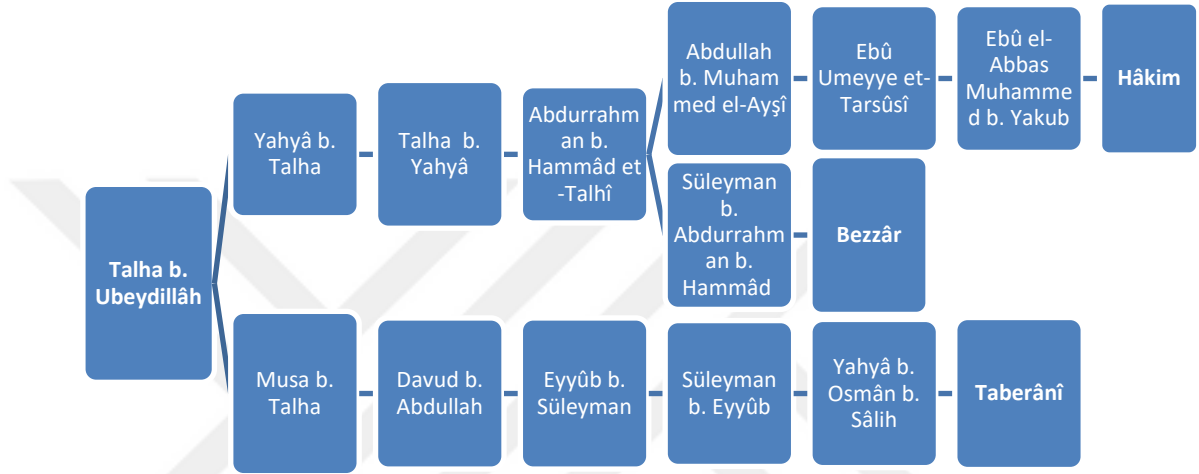 Talha b.
Ubeydillâh
Yahyâ b.
Talha
Talha b.
Yahyâ
Abdurrahm
an b.
Hammâd et
-Talhî
Abdullah
b. Muham
med el-Ayşî
Ebû
Umeyye et-
Tarsûsî
Ebû el-
Abbas
Muhamme
d b. Yakub
Hâkim
Süleyman
b.
Abdurrahm
an b.
Hammâd
Bezzâr
Musa b.
Talha
Davud b.
Abdullah
Eyyûb b.
Süleyman
Süleyman
b. Eyyûb
Yahyâ b.
Osmân b.
Sâlih
Taberânî